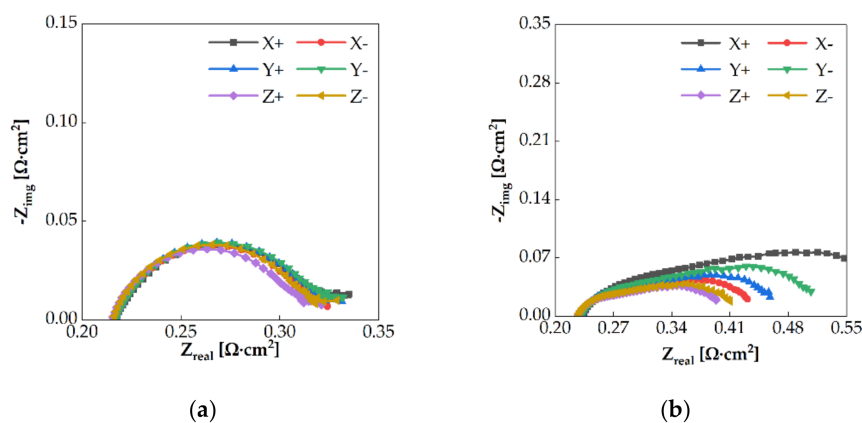 0.15
0.10
0.05
0.00
-Z_img [Ω·cm²]
X+ X-
Y+ Y-
Z+ Z-
0.20 0.25 0.30 0.35
Z_real [Ω·cm²]
(a)
0.35
0.28
0.21
0.14
0.07
0.00
-Z_img [Ω·cm²]
X+ X-
Y+ Y-
Z+ Z-
0.20 0.27 0.34 0.41 0.48 0.55
Z_real [Ω·cm²]
(b)